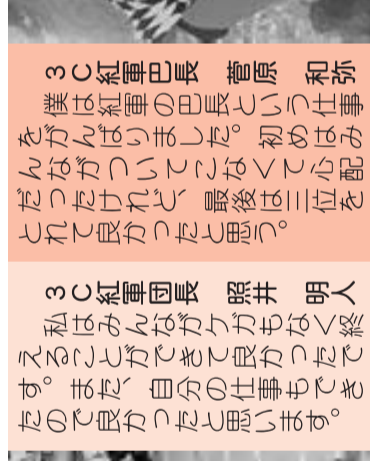 3C紅軍巴長　菅原　和弥
僕は紅軍の巴長という仕事
をがんばりました。初めはみ
んながついてこなくて心配
だったけれど、最後は三位を
とれて良かったと思う。
3C紅軍団長　照井　明人
私はみんながケガもなく終
えることができて良かったで
す。また、自分の仕事もでき
たので良かったと思います。